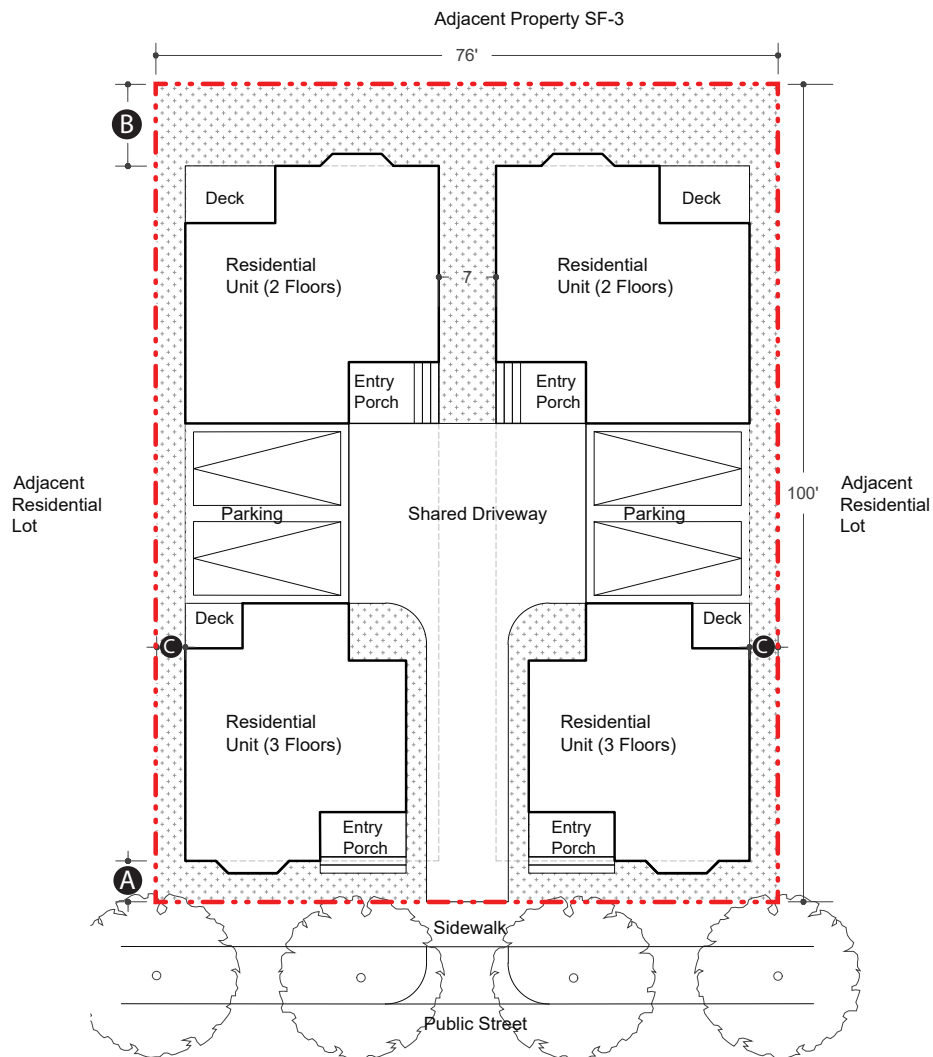 Adjacent Property SF-3
76'
B
Deck
Deck
Residential
Unit (2 Floors)
7
Residential
Unit (2 Floors)
Entry
Porch
Entry
Porch
Adjacent
Residential
Lot
Parking
Shared Driveway
Parking
100'
Adjacent
Residential
Lot
Deck
Deck
C
C
Residential
Unit (3 Floors)
Residential
Unit (3 Floors)
Entry
Porch
Entry
Porch
A
Sidewalk
Public Street